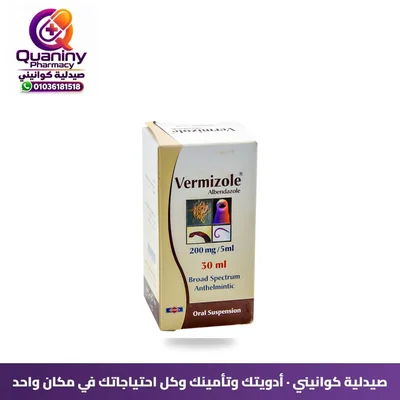 Quaniny
Pharmacy
صيدلية كوانيني
01036181518
Vermizole
Vermizole®
Albendazole
200 mg/5ml
30 ml
Broad Spectrum
Anthelmintic
Oral Suspension
صيدلية كوانيني - أدويتك وتأمينك وكل احتياجاتك في مكان واحد